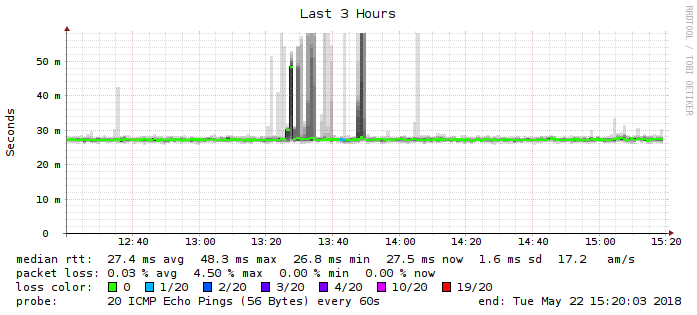 Last 3 Hours
RRDTOOL / TOBI OETIKER
Seconds
50 m
40 m
30 m
20 m
10 m
0
12:40 13:00 13:20 13:40 14:00 14:20 14:40 15:00 15:20
median rtt: 27.4 ms avg 48.3 ms max 26.8 ms min 27.5 ms now 1.6 ms sd 17.2 am/s
packet loss: 0.03 % avg 4.50 % max 0.00 % min 0.00 % now
loss color: 0 1/20 2/20 3/20 4/20 10/20 19/20
probe: 20 ICMP Echo Pings (56 Bytes) every 60s end: Tue May 22 15:20:03 2018